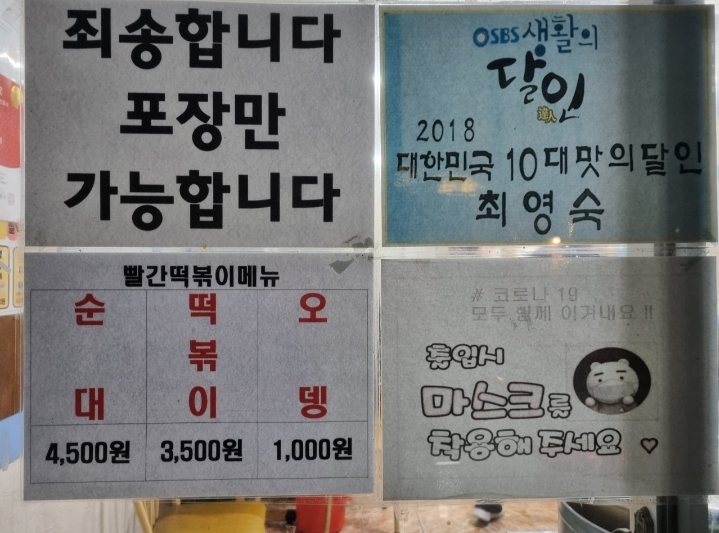 죄송합니다
포장만
가능합니다
SBS 생활의
달인
達人
2018
대한민국 10대맛의달인
최영숙
빨간떡볶이메뉴
순대 떡볶이 오뎅
4,500원 3,500원 1,000원
# 코로나 19
모두 함께 이겨내요 !!
출입시
마스크를
착용해 주세요 ♥